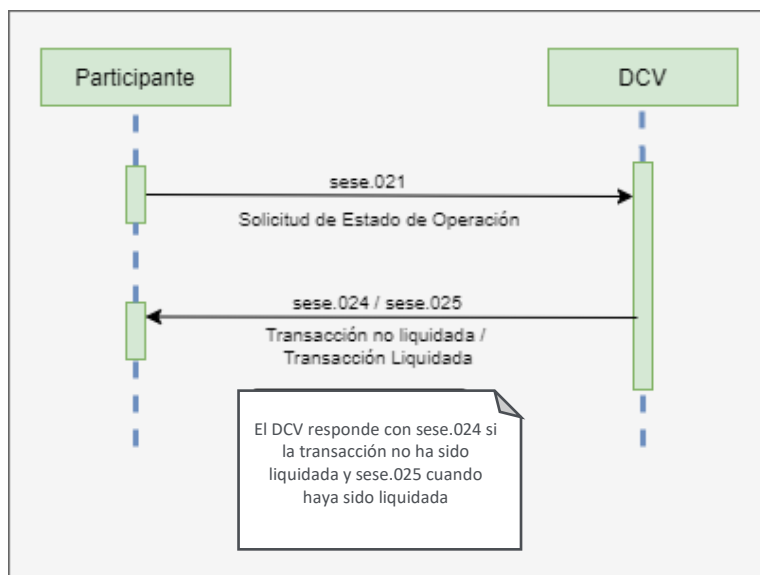 Participante
DCV
sese.021
Solicitud de Estado de Operación
sese.024 / sese.025
Transacción no liquidada /
Transacción Liquidada
El DCV responde con sese.024 si
la transacción no ha sido
liquidada y sese.025 cuando
haya sido liquidada